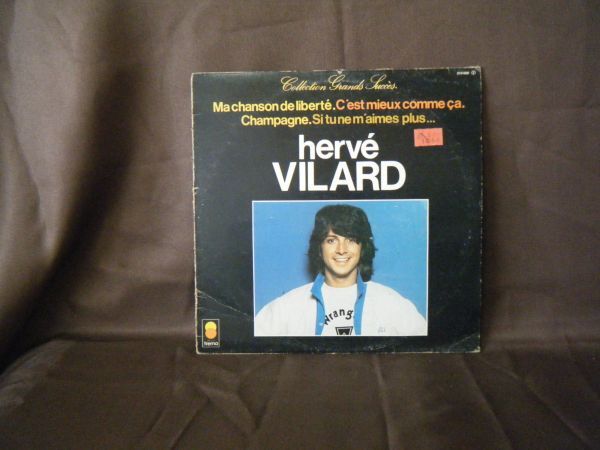 Collection Grands Succès.
Ma chanson de liberté. C'est mieux comme ça.
Champagne. Si tu ne m'aimes plus...
hervé
VILARD
Wrang
trema